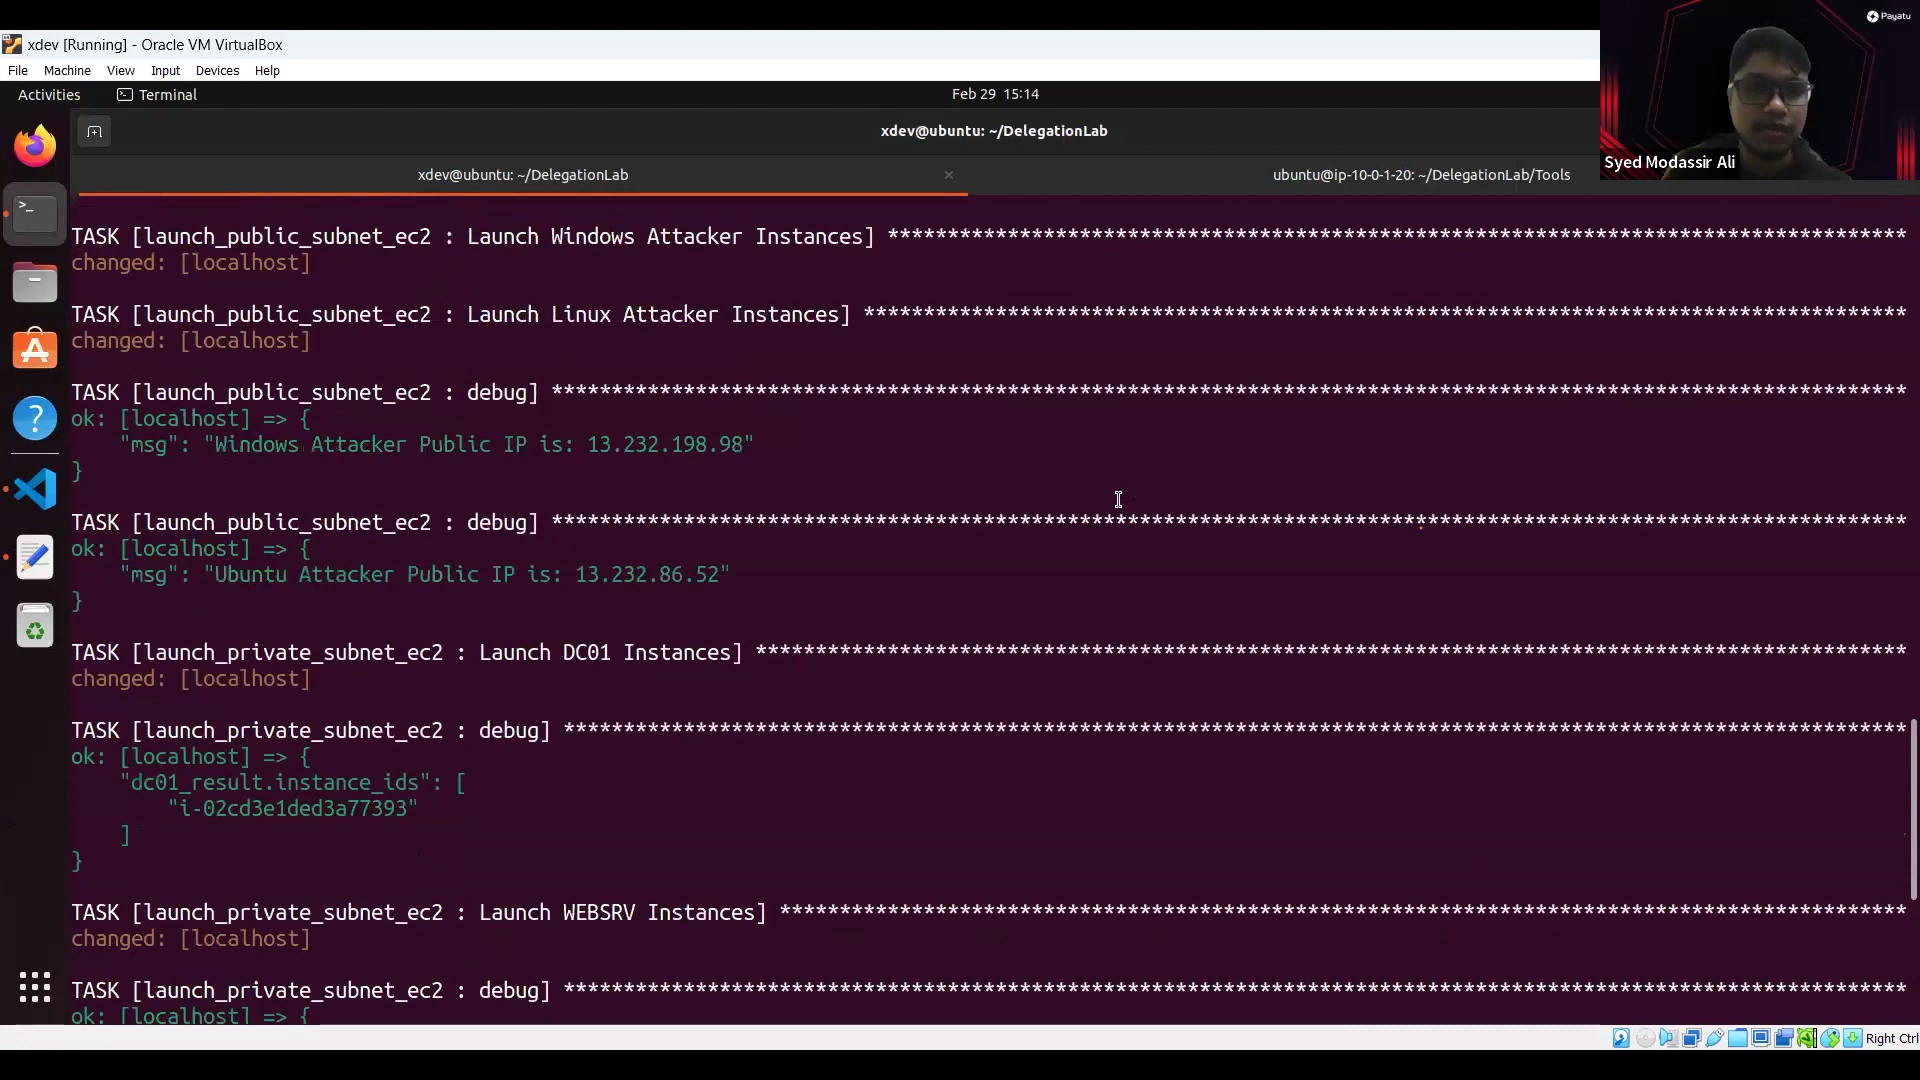 Payatu
xdev [Running] - Oracle VM VirtualBox
File Machine View Input Devices Help
Activities Terminal Feb 29 15:14
xdev@ubuntu: ~/DelegationLab
xdev@ubuntu: ~/DelegationLab × ubuntu@ip-10-0-1-20: ~/DelegationLab/Tools
Syed Modassir Ali
TASK [launch_public_subnet_ec2 : Launch Windows Attacker Instances] *************************************************************************************
changed: [localhost]
TASK [launch_public_subnet_ec2 : Launch Linux Attacker Instances] ***************************************************************************************
changed: [localhost]
TASK [launch_public_subnet_ec2 : debug] *****************************************************************************************************************
ok: [localhost] => {
    "msg": "Windows Attacker Public IP is: 13.232.198.98"
}
TASK [launch_public_subnet_ec2 : debug] *****************************************************************************************************************
ok: [localhost] => {
    "msg": "Ubuntu Attacker Public IP is: 13.232.86.52"
}
TASK [launch_private_subnet_ec2 : Launch DC01 Instances] ************************************************************************************************
changed: [localhost]
TASK [launch_private_subnet_ec2 : debug] ****************************************************************************************************************
ok: [localhost] => {
    "dc01_result.instance_ids": [
        "i-02cd3e1ded3a77393"
    ]
}
TASK [launch_private_subnet_ec2 : Launch WEBSRV Instances] **********************************************************************************************
changed: [localhost]
TASK [launch_private_subnet_ec2 : debug] ****************************************************************************************************************
ok: [localhost] => {
Right Ctrl